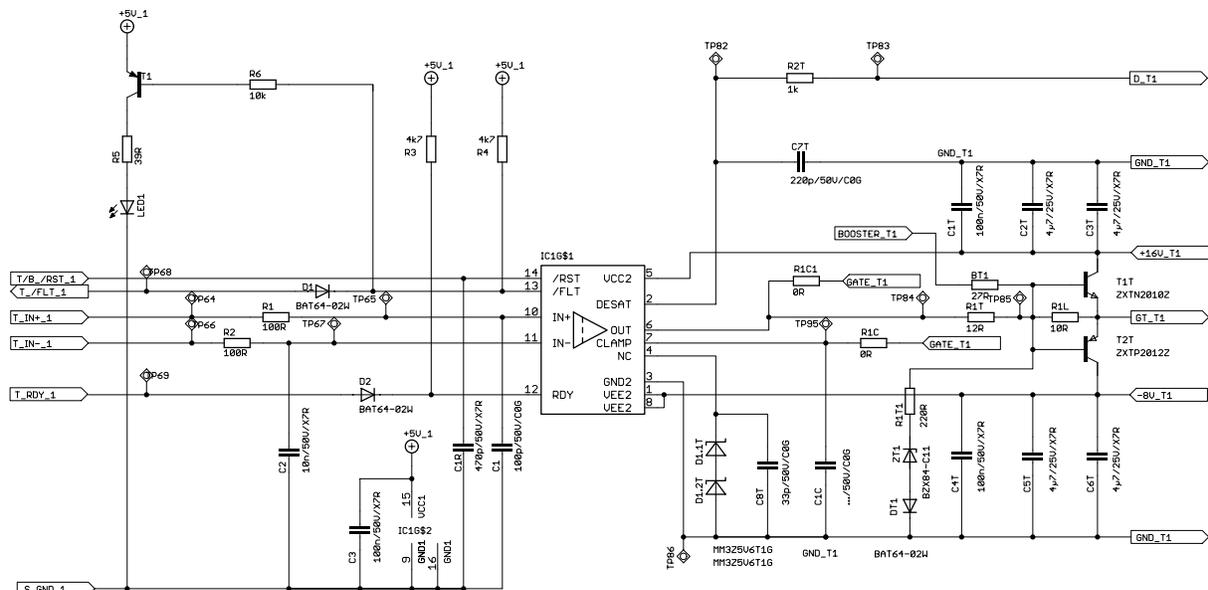 +5V_1
TP82
TP83
T1
R6
10k
+5V_1
+5V_1
R2T
1k
D_T1
R5
39R
4k7
R3
4k7
R4
C7T
220p/50V/C0G
GND_T1
GND_T1
LED1
C1T
100n/50V/X7R
C2T
4µ7/25V/X7R
C3T
4µ7/25V/X7R
BOOSTER_T1
IC1G$1
+16V_T1
T/B_/RST_1
TP68
14
/RST
VCC2
5
R1C1
0R
GATE_T1
BT1
27R
T1T
ZXTN2010Z
T_/FLT_1
D1
BAT64-02W
13
/FLT
DESAT
2
TP64
TP65
TP84
TP85
T_IN+_1
R1
100R
10
IN+
OUT
6
R1T
12R
R1L
10R
GT_T1
TP66
TP67
TP95
T_IN-_1
R2
100R
11
IN-
CLAMP
7
R1C
0R
GATE_T1
T2T
ZXTP2012Z
NC
4
GND2
3
TP69
D2
BAT64-02W
T_RDY_1
12
RDY
VEE2
1
VEE2
8
R1T1
220R
-8V_T1
C2
10n/50V/X7R
+5V_1
C1R
470p/50V/X7R
C1
100p/50V/C0G
D1.1T
D1.2T
C8T
33p/50V/C0G
C1C
.../50V/C0G
ZT1
BZX84-C11
DT1
C4T
100n/50V/X7R
C5T
4µ7/25V/X7R
C6T
4µ7/25V/X7R
C3
100n/50V/X7R
15
VCC1
IC1G$2
9
GND1
16
GND1
TP86
MM3Z5V6T1G
MM3Z5V6T1G
GND_T1
BAT64-02W
GND_T1
S_GND_1